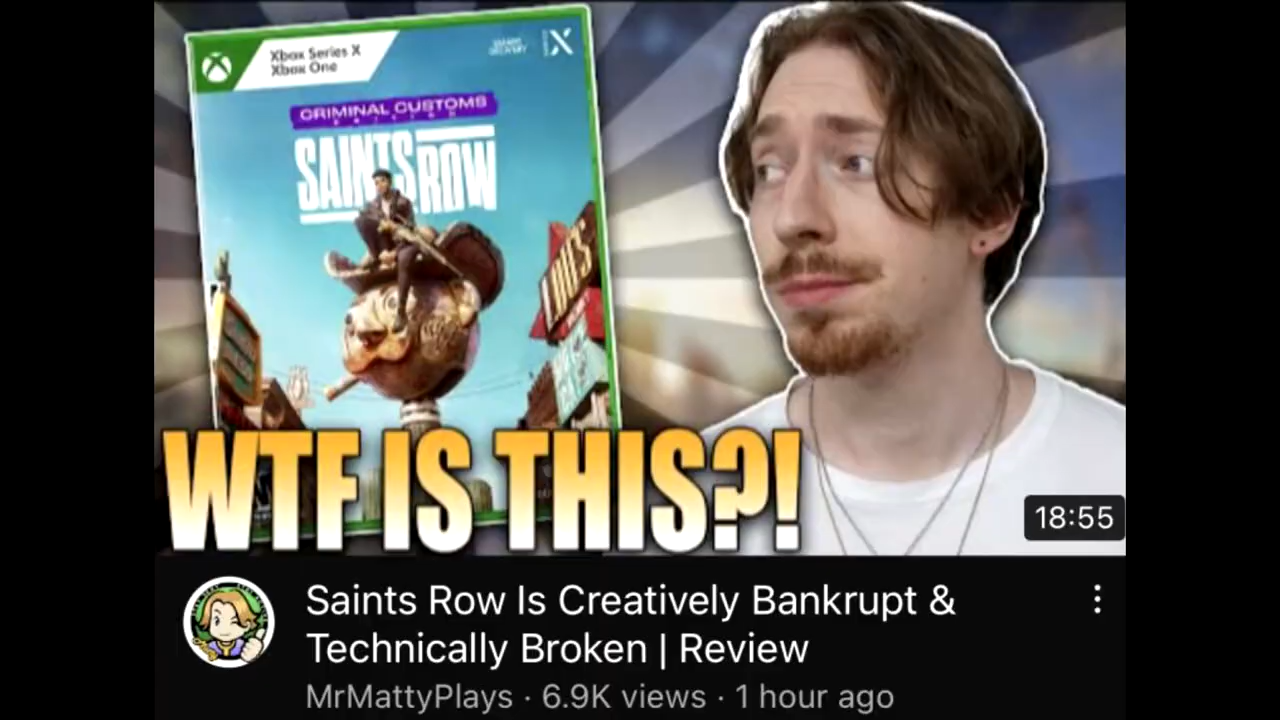 Xbox Series X
Xbox One
CRIMINAL CUSTOMS
SAINTS ROW
WTF IS THIS?!
18:55
Saints Row Is Creatively Bankrupt &
Technically Broken | Review
MrMattyPlays · 6.9K views · 1 hour ago